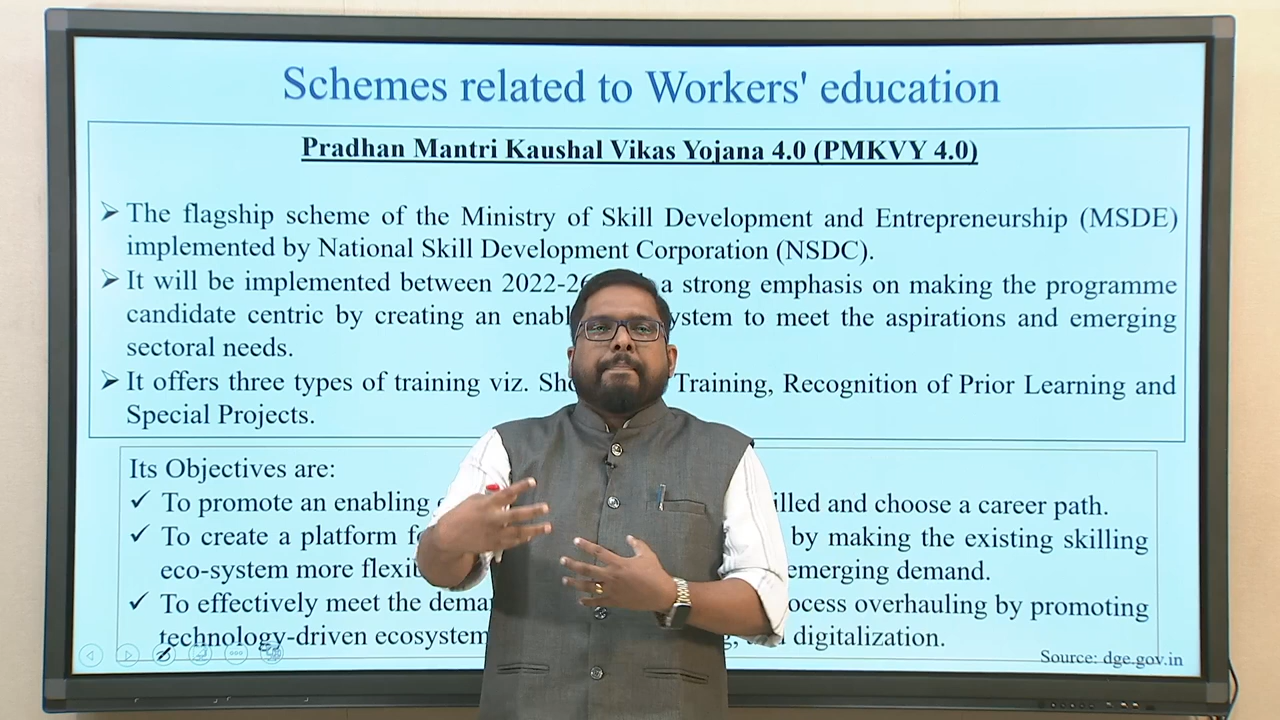 Schemes related to Workers' education
Pradhan Mantri Kaushal Vikas Yojana 4.0 (PMKVY 4.0)
➢ The flagship scheme of the Ministry of Skill Development and Entrepreneurship (MSDE)
implemented by National Skill Development Corporation (NSDC).
➢ It will be implemented between 2022-26 a strong emphasis on making the programme
candidate centric by creating an to meet the aspirations and emerging
sectoral needs.
➢ It offers three types of training viz. Training, Recognition of Prior Learning and
Special Projects.
Its Objectives are:
✓ To promote an enabling and choose a career path.
✓ To create a platform by making the existing skilling
eco-system more emerging demand.
✓ To effectively meet the overhauling by promoting
technology-driven digitalization.
Source: dge.gov.in